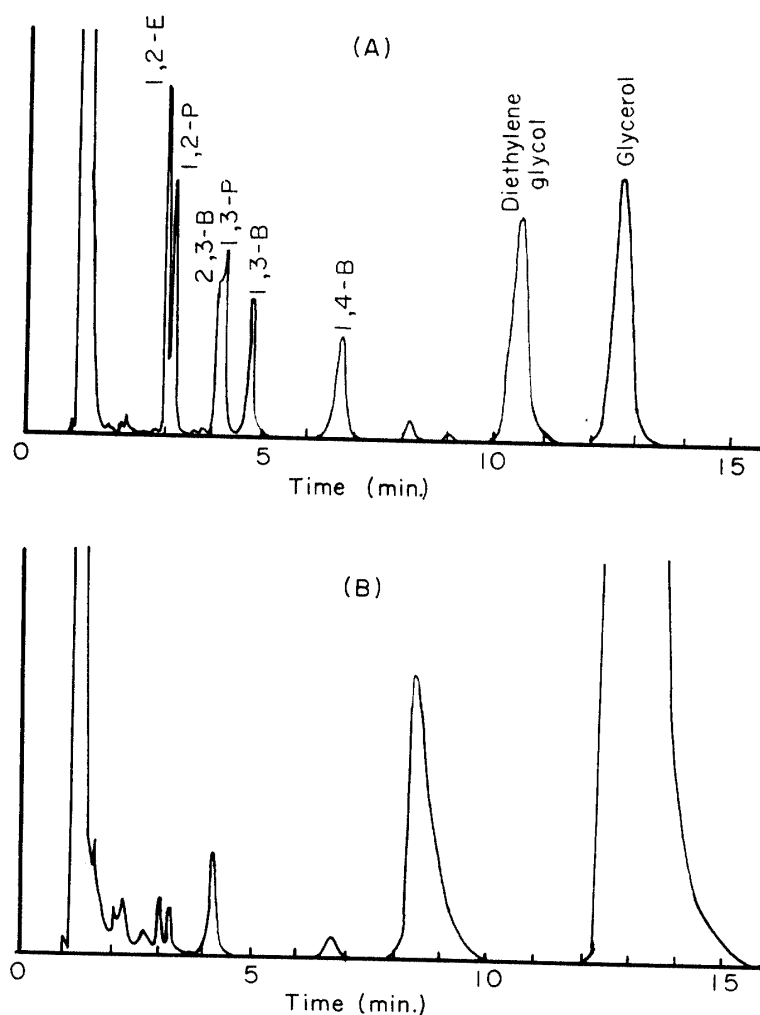 (A)
1,2-E
1,2-P
2,3-B
1,3-P
1,3-B
1,4-B
Diethylene
glycol
Glycerol
0 5 10 15
Time (min.)
(B)
0 5 10 15
Time (min.)